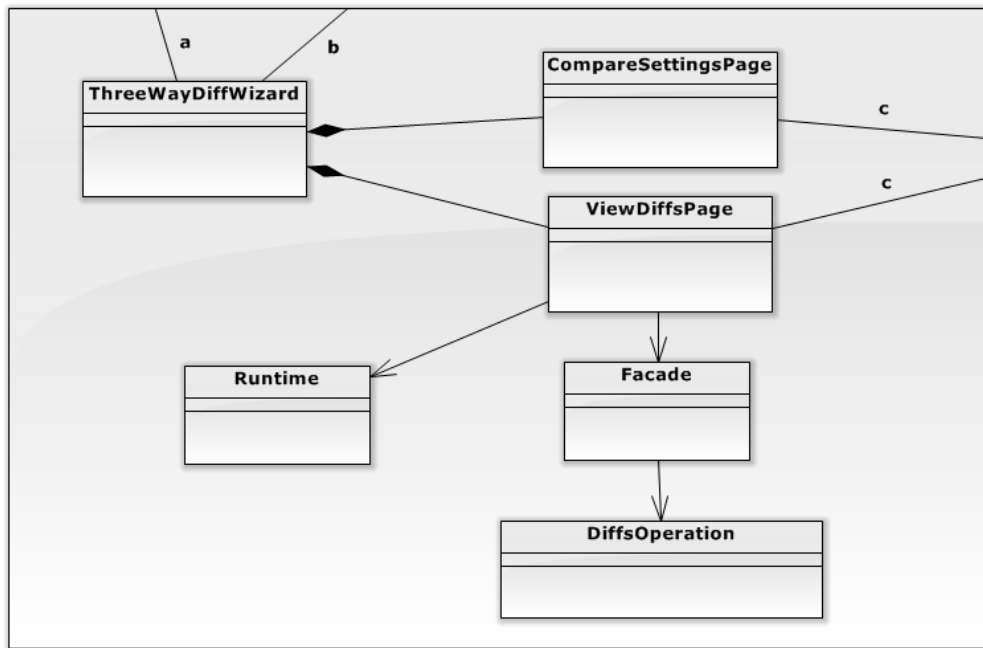 a
b
ThreeWayDiffWizard
CompareSettingsPage
c
c
ViewDiffsPage
Runtime
Facade
DiffsOperation